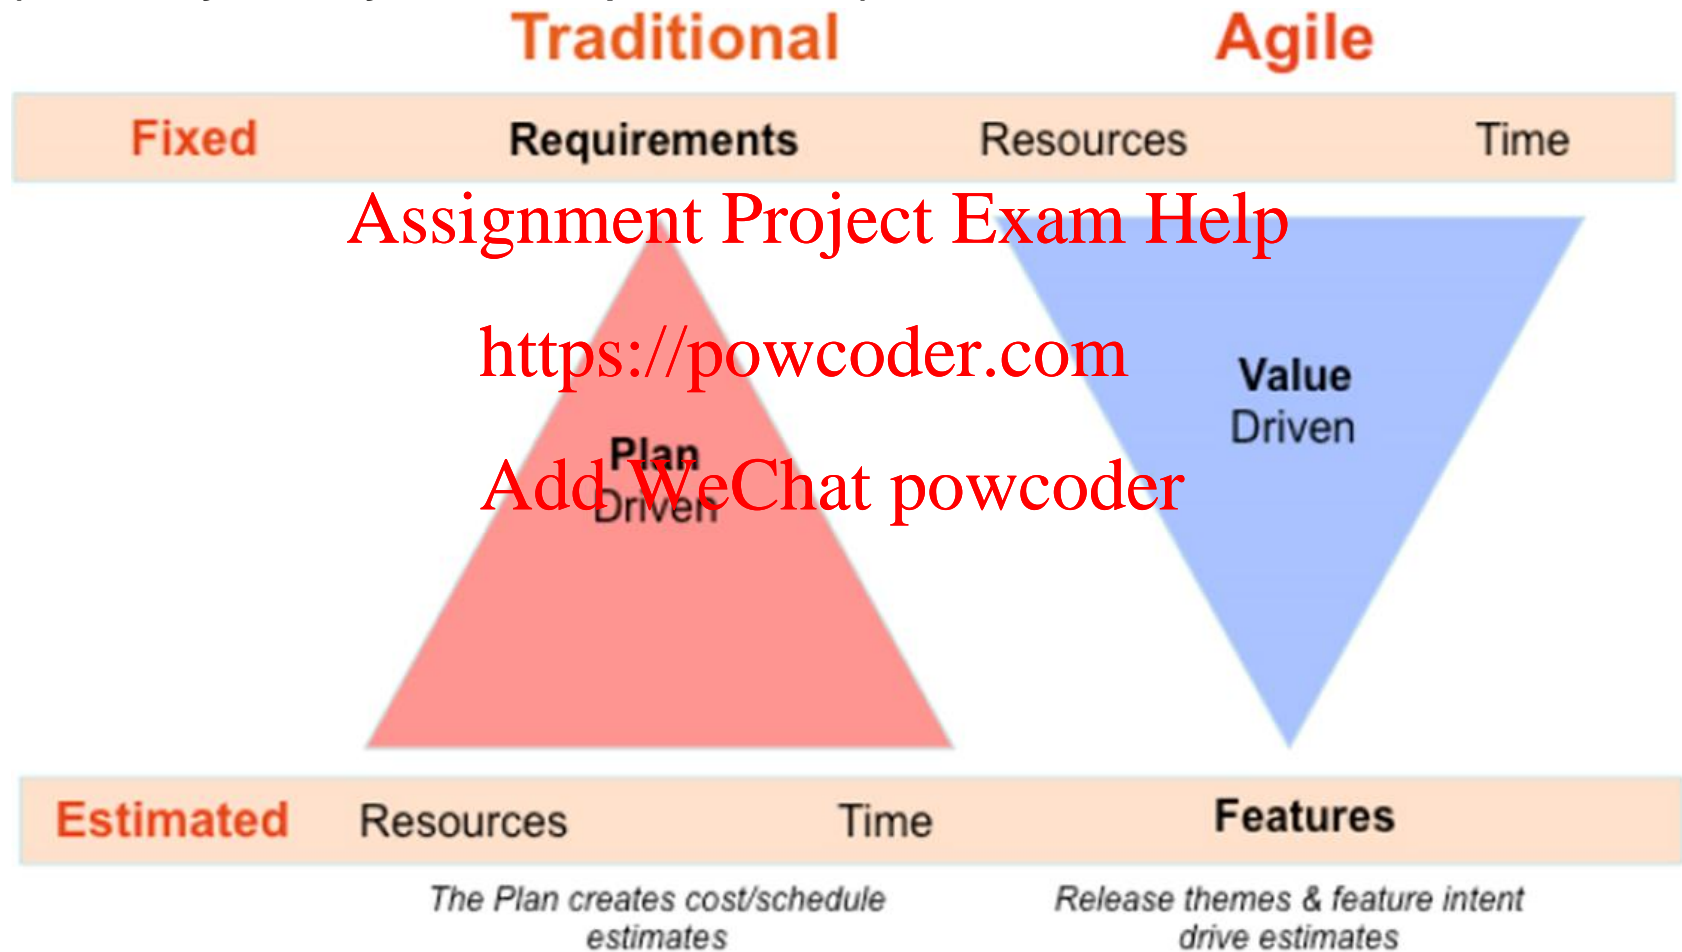 Traditional Agile
Fixed Requirements Resources Time
Assignment Project Exam Help
https://powcoder.com
Value
Driven
Plan
Add WeChat powcoder
Driven
Estimated Resources Time Features
The Plan creates cost/schedule
estimates
Release themes & feature intent
drive estimates